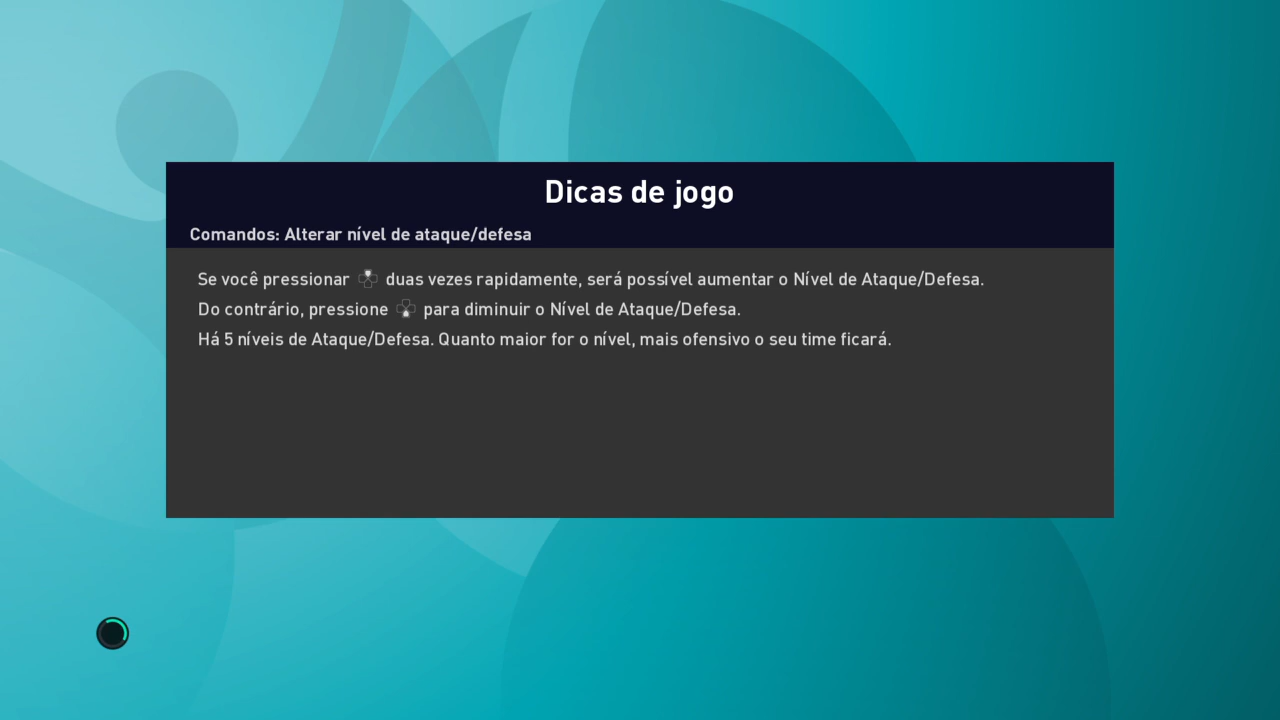 Dicas de jogo
Comandos: Alterar nível de ataque/defesa
Se você pressionar duas vezes rapidamente, será possível aumentar o Nível de Ataque/Defesa.
Do contrário, pressione para diminuir o Nível de Ataque/Defesa.
Há 5 níveis de Ataque/Defesa. Quanto maior for o nível, mais ofensivo o seu time ficará.